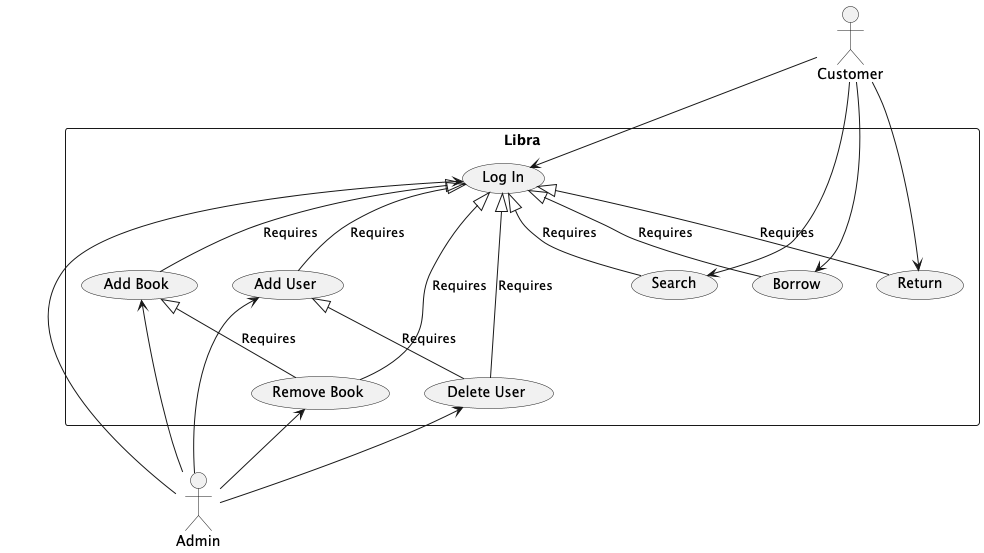 Customer
Libra
Log In
Requires
Requires
Requires
Requires
Requires
Add Book
Add User
Requires
Requires
Search
Borrow
Return
Requires
Requires
Remove Book
Delete User
Admin